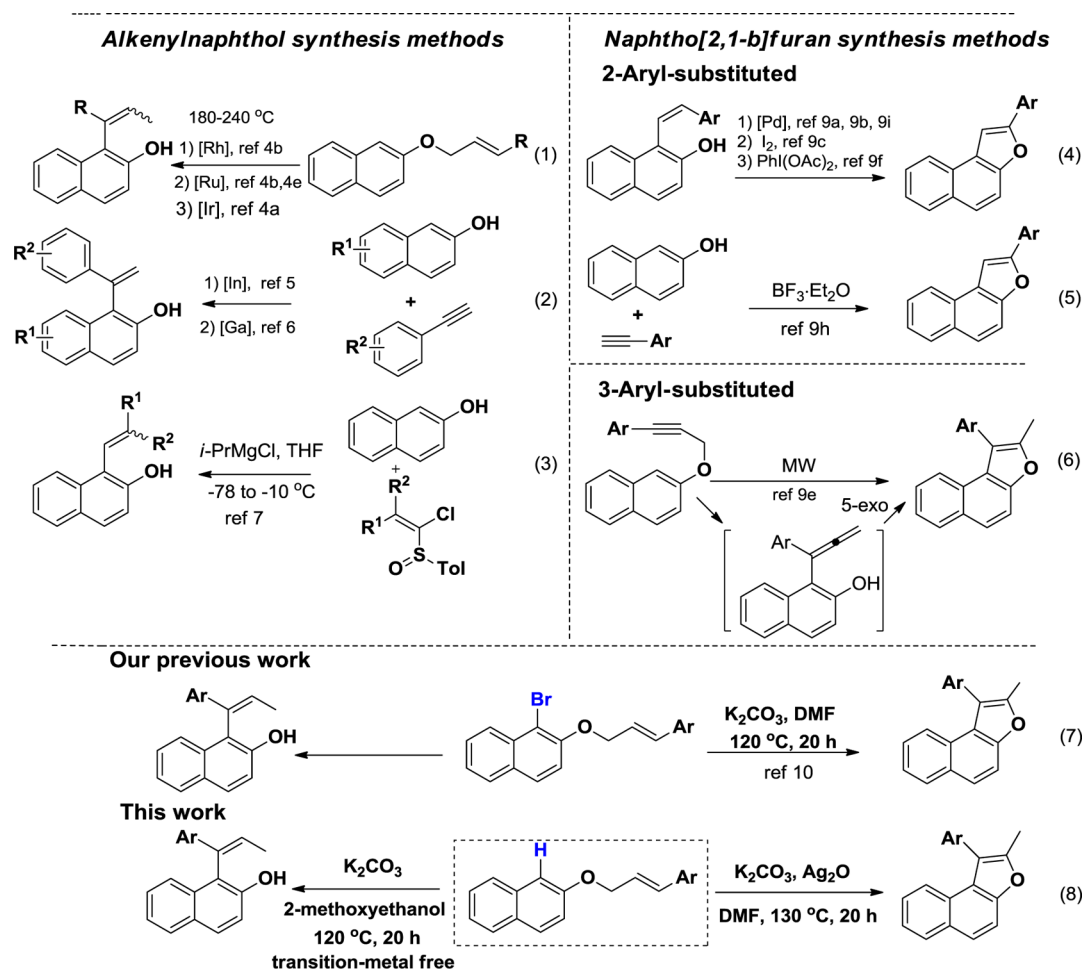 Alkenylnaphthol synthesis methods
R
OH
180-240 °C
1) [Rh], ref 4b
2) [Ru], ref 4b,4e
3) [Ir], ref 4a
O
R
(1)
R²
R¹
OH
1) [In], ref 5
2) [Ga], ref 6
R¹
OH
+
R²
(2)
R¹
R²
OH
i-PrMgCl, THF
-78 to -10 °C
ref 7
OH
+
R²
R¹
Cl
S
O
Tol
(3)
Naphtho[2,1-b]furan synthesis methods
2-Aryl-substituted
Ar
OH
1) [Pd], ref 9a, 9b, 9i
2) I₂, ref 9c
3) PhI(OAc)₂, ref 9f
Ar
O
(4)
OH
+
Ar
BF₃·Et₂O
ref 9h
Ar
O
(5)
3-Aryl-substituted
Ar
O
MW
ref 9e
5-exo
Ar
OH
Ar
O
(6)
Our previous work
Ar
OH
Br
O
Ar
K₂CO₃, DMF
120 °C, 20 h
ref 10
Ar
O
(7)
This work
Ar
OH
K₂CO₃
2-methoxyethanol
120 °C, 20 h
transition-metal free
H
O
Ar
K₂CO₃, Ag₂O
DMF, 130 °C, 20 h
Ar
O
(8)